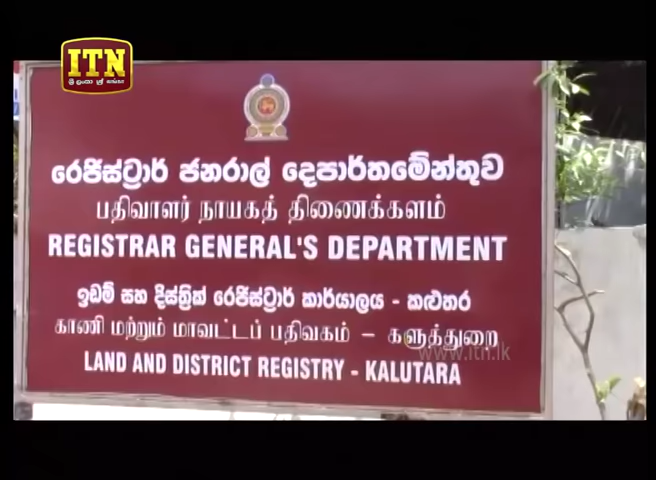 ITN
ශ්‍රී ලංකා ஸ்ரீ லங்கா
රෙජිස්ට්‍රාර් ජනරාල් දෙපාර්තමේන්තුව
பதிவாளர் நாயகத் திணைக்களம்
REGISTRAR GENERAL'S DEPARTMENT
ඉඩම් සහ දිස්ත්‍රික් රෙජිස්ට්‍රාර් කාර්යාලය - කළුතර
காணி மற்றும் மாவட்டப் பதிவகம் - களுத்துறை
www.itn.lk
LAND AND DISTRICT REGISTRY - KALUTARA